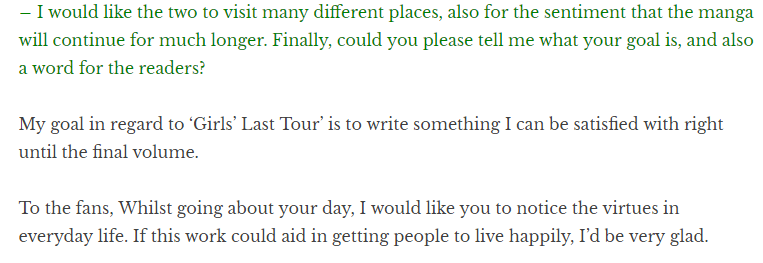 – I would like the two to visit many different places, also for the sentiment that the manga
will continue for much longer. Finally, could you please tell me what your goal is, and also
a word for the readers?
My goal in regard to ‘Girls’ Last Tour’ is to write something I can be satisfied with right
until the final volume.
To the fans, Whilst going about your day, I would like you to notice the virtues in
everyday life. If this work could aid in getting people to live happily, I’d be very glad.